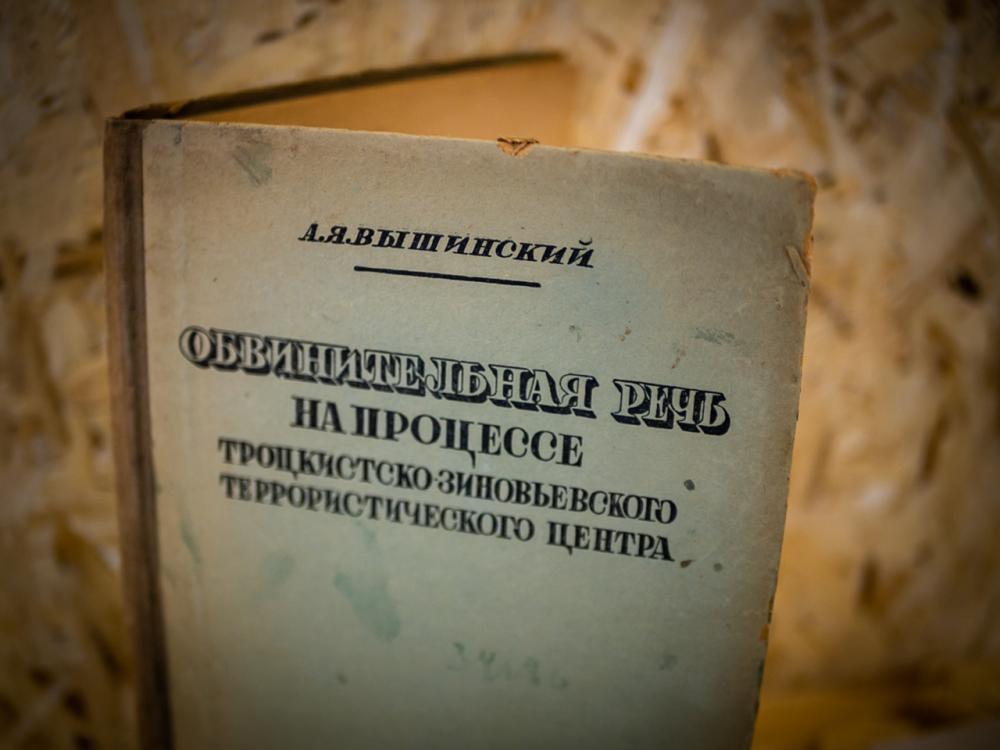 А.Я.ВЫШИНСКИЙ
ОБВИНИТЕЛЬНАЯ РЕЧЬ
НА ПРОЦЕССЕ
ТРОЦКИСТСКО-ЗИНОВЬЕВСКОГО
ТЕРРОРИСТИЧЕСКОГО ЦЕНТРА